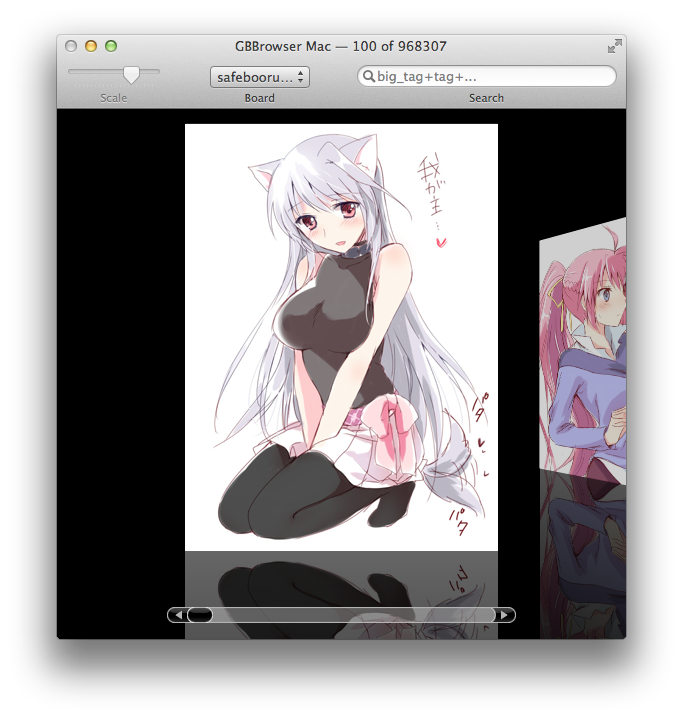 GBBrowser Mac — 100 of 968307
safebooru...
big_tag+tag+...
Scale
Board
Search
我が主…
パタ
パタ